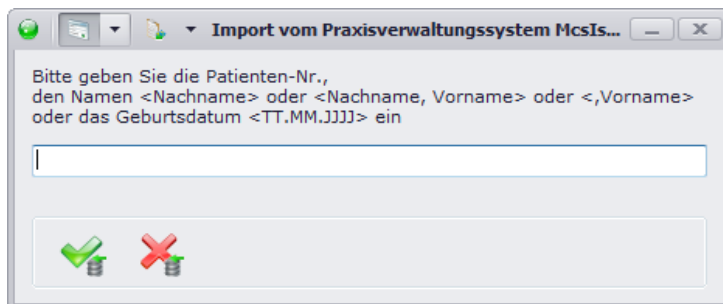 Import vom Praxisverwaltungssystem McsIs...
Bitte geben Sie die Patienten-Nr.,
den Namen <Nachname> oder <Nachname, Vorname> oder <,Vorname>
oder das Geburtsdatum <TT.MM.JJJJ> ein